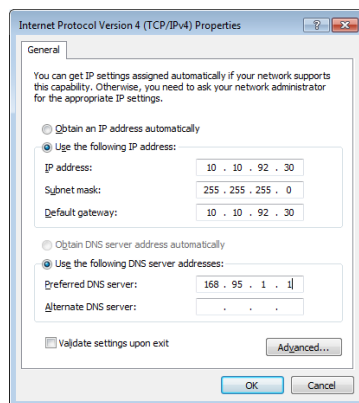 Internet Protocol Version 4 (TCP/IPv4) Properties
General
You can get IP settings assigned automatically if your network supports
this capability. Otherwise, you need to ask your network administrator
for the appropriate IP settings.
Obtain an IP address automatically
Use the following IP address:
IP address: 10 . 10 . 92 . 30
Subnet mask: 255 . 255 . 255 . 0
Default gateway: 10 . 10 . 92 . 30
Obtain DNS server address automatically
Use the following DNS server addresses:
Preferred DNS server: 168 . 95 . 1 . 1
Alternate DNS server: . . .
Validate settings upon exit
Advanced...
OK Cancel